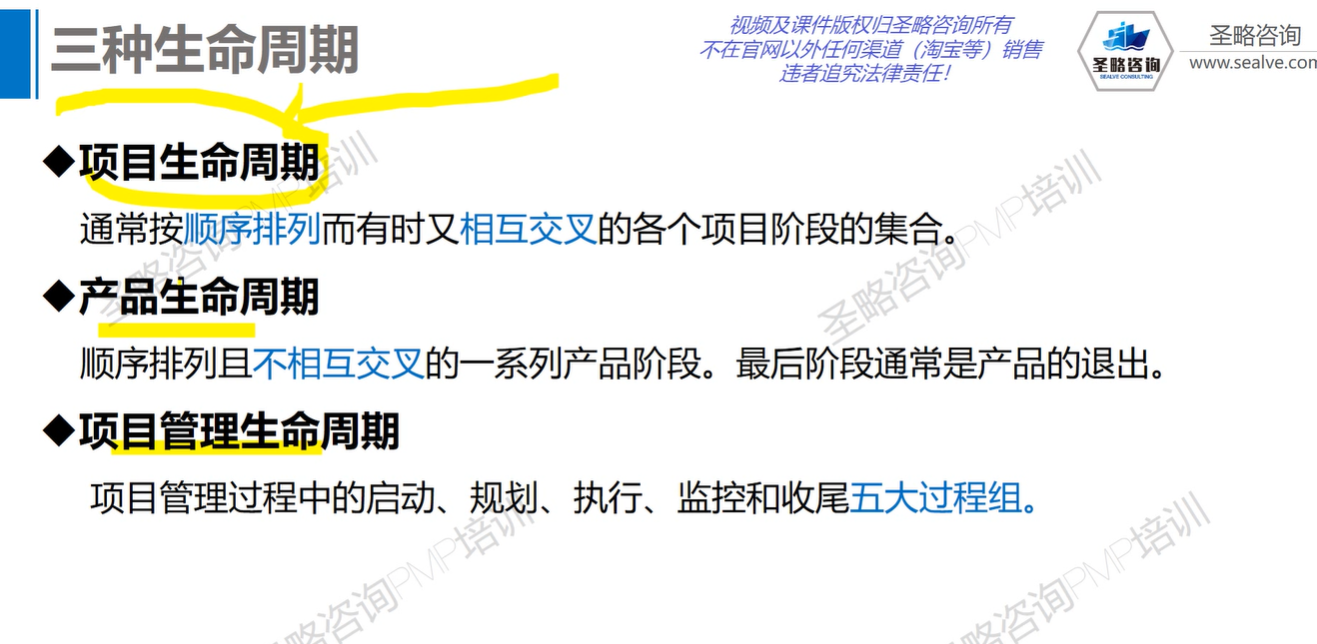 三种生命周期
视频及课件版权归圣略咨询所有
不在官网以外任何渠道（淘宝等）销售
违者追究法律责任！
圣略咨询
SEALVE CONSULTING
圣略咨询
www.sealve.com
◆项目生命周期
通常按顺序排列而有时又相互交叉的各个项目阶段的集合。
◆产品生命周期
顺序排列且不相互交叉的一系列产品阶段。最后阶段通常是产品的退出。
◆项目管理生命周期
项目管理过程中的启动、规划、执行、监控和收尾五大过程组。
圣略咨询PMP培训
圣略咨询PMP培训
圣略咨询PMP培训
圣略咨询PMP培训